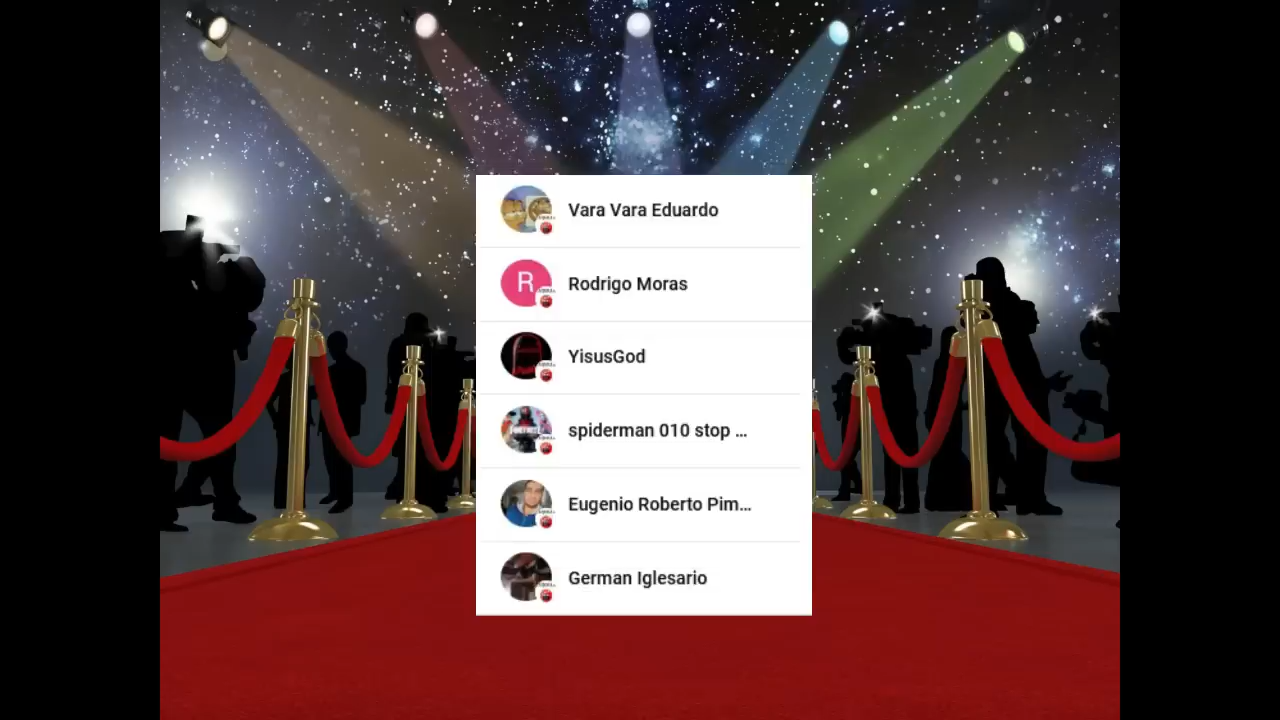 Vara Vara Eduardo
R
Rodrigo Moras
YisusGod
spiderman 010 stop ...
Eugenio Roberto Pim...
German Iglesario